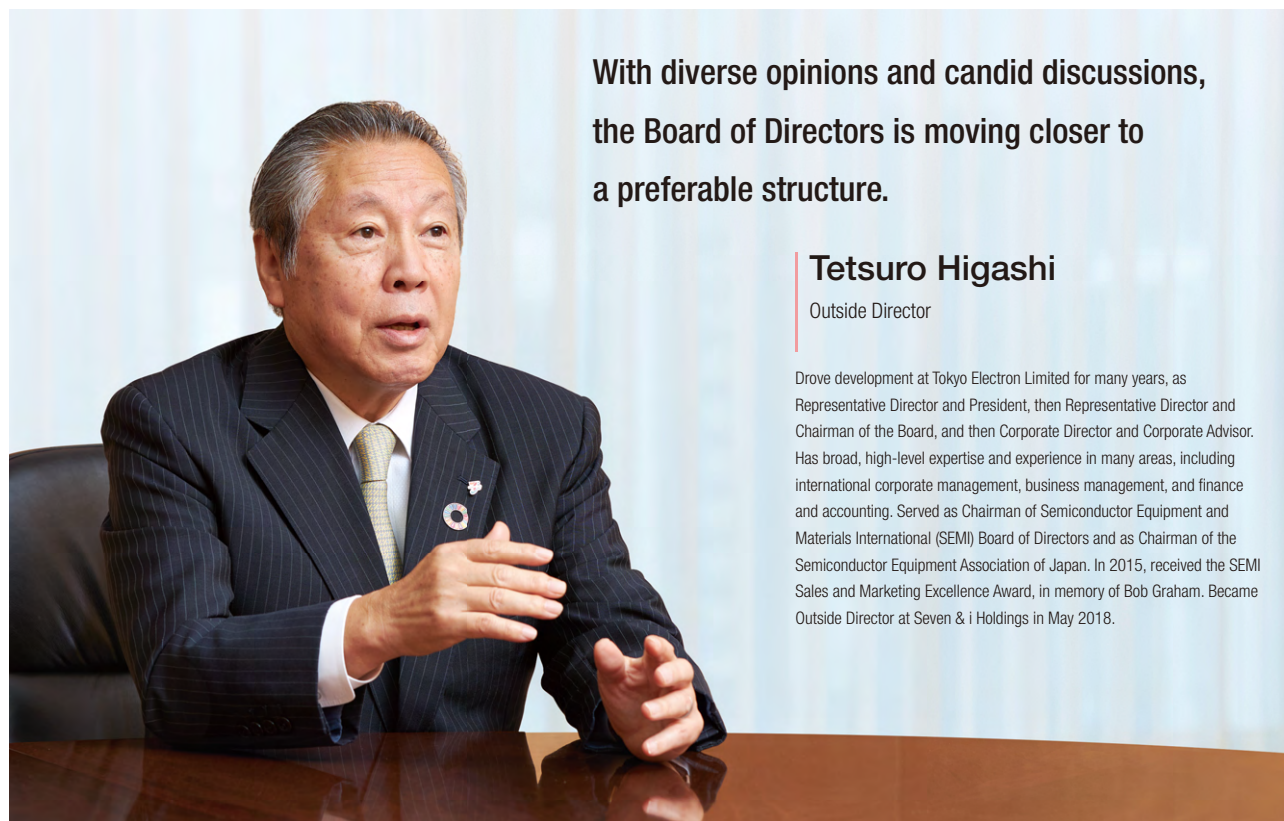 With diverse opinions and candid discussions,
the Board of Directors is moving closer to
a preferable structure.
Tetsuro Higashi
Outside Director
Drove development at Tokyo Electron Limited for many years, as
Representative Director and President, then Representative Director and
Chairman of the Board, and then Corporate Director and Corporate Advisor.
Has broad, high-level expertise and experience in many areas, including
international corporate management, business management, and finance
and accounting. Served as Chairman of Semiconductor Equipment and
Materials International (SEMI) Board of Directors and as Chairman of the
Semiconductor Equipment Association of Japan. In 2015, received the SEMI
Sales and Marketing Excellence Award, in memory of Bob Graham. Became
Outside Director at Seven & i Holdings in May 2018.